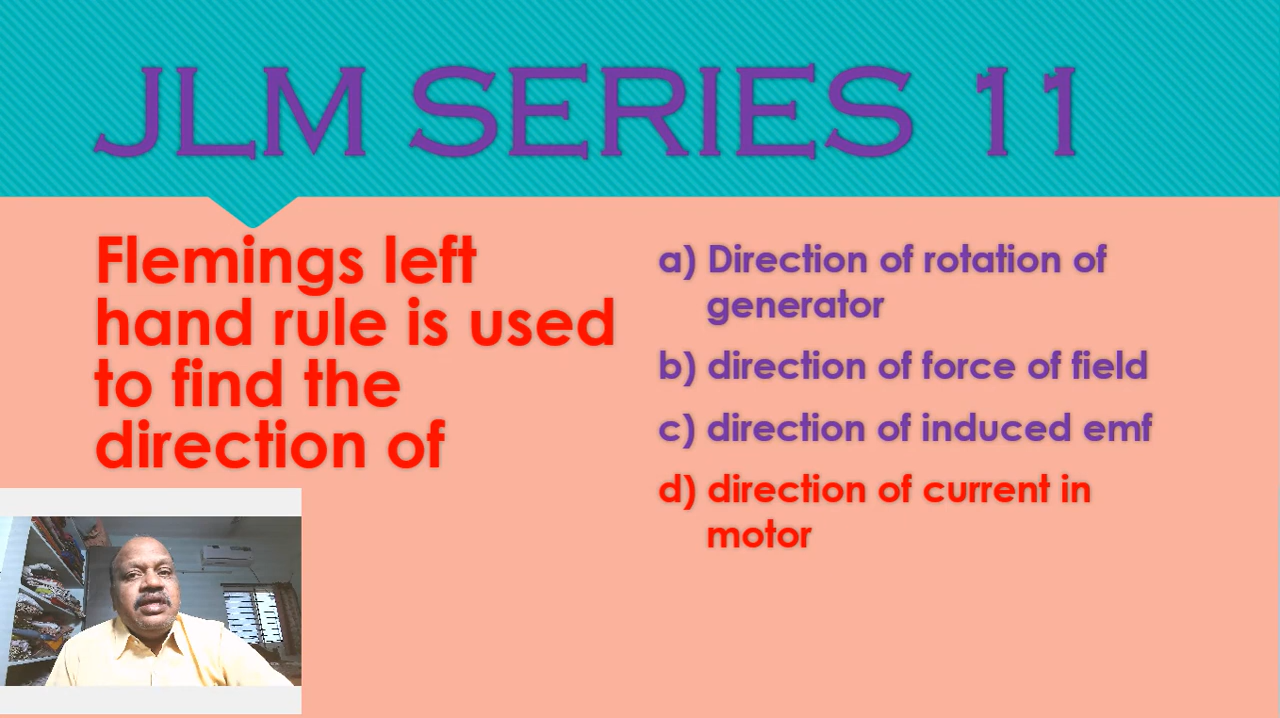 JLM SERIES 11
Flemings left
hand rule is used
to find the
direction of
a) Direction of rotation of
generator
b) direction of force of field
c) direction of induced emf
d) direction of current in
motor